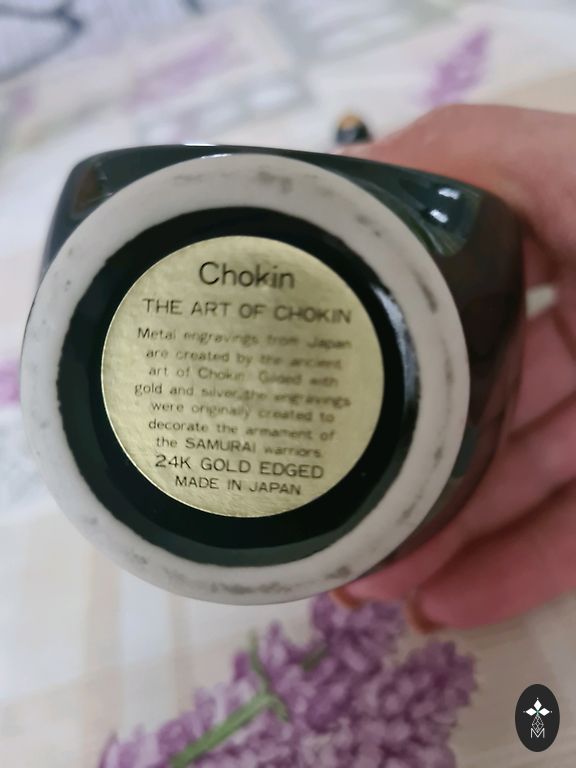 Chokin
THE ART OF CHOKIN
Metal engravings from Japan
are created by the ancient
art of Chokin. Gilded with
gold and silver,the engravings
were originally created to
decorate the armament of
the SAMURAI warriors.
24K GOLD EDGED
MADE IN JAPAN
M